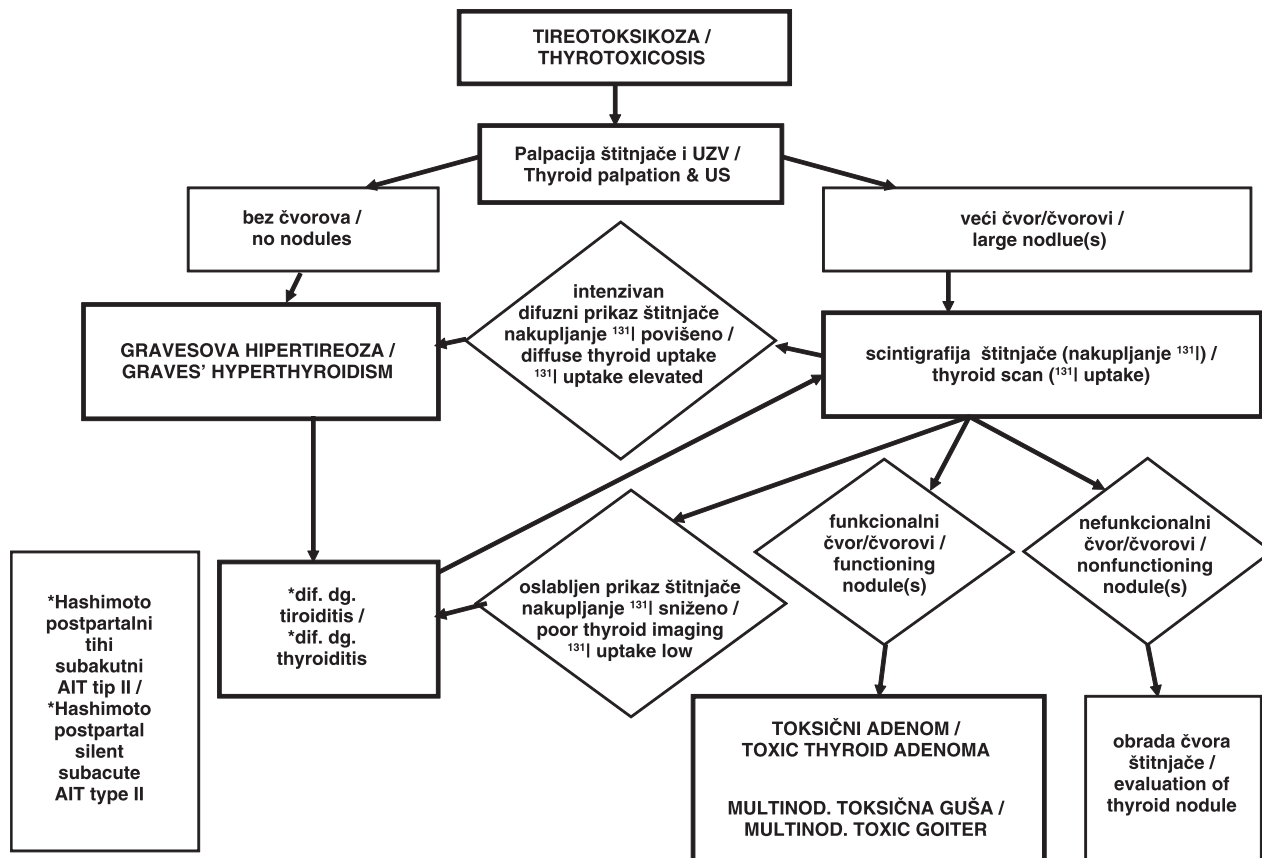 TIREOTOKSIKOZA /
THYROTOXICOSIS
Palpacija štitnjače i UZV /
Thyroid palpation & US
bez čvorova /
no nodules
veći čvor/čvorovi /
large nodlue(s)
intenzivan
difuzni prikaz štitnjače
nakupljanje ¹³¹I povišeno /
diffuse thyroid uptake
¹³¹I uptake elevated
GRAVESOVA HIPERTIREOZA /
GRAVES' HYPERTHYROIDISM
scintigrafija štitnjače (nakupljanje ¹³¹I) /
thyroid scan (¹³¹I uptake)
*Hashimoto
postpartalni
tihi
subakutni
AIT tip II /
*Hashimoto
postpartal
silent
subacute
AIT type II
*dif. dg.
tiroiditis /
*dif. dg.
thyroiditis
oslabljen prikaz štitnjače
nakupljanje ¹³¹I sniženo /
poor thyroid imaging
¹³¹I uptake low
funkcionalni
čvor/čvorovi /
functioning
nodule(s)
nefunkcionalni
čvor/čvorovi /
nonfunctioning
nodule(s)
TOKSIČNI ADENOM /
TOXIC THYROID ADENOMA
MULTINOD. TOKSIČNA GUŠA /
MULTINOD. TOXIC GOITER
obrada čvora
štitnjače /
evaluation of
thyroid nodule